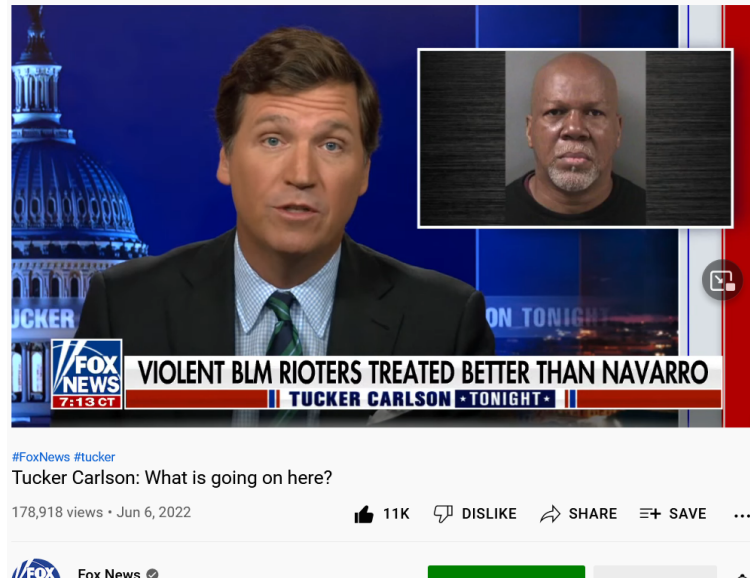 UCKER
ON TONIGHT
FOX
NEWS
7:13 CT
VIOLENT BLM RIOTERS TREATED BETTER THAN NAVARRO
TUCKER CARLSON TONIGHT
#FoxNews #tucker
Tucker Carlson: What is going on here?
178,918 views • Jun 6, 2022
11K DISLIKE SHARE SAVE ...
FOX
Fox News